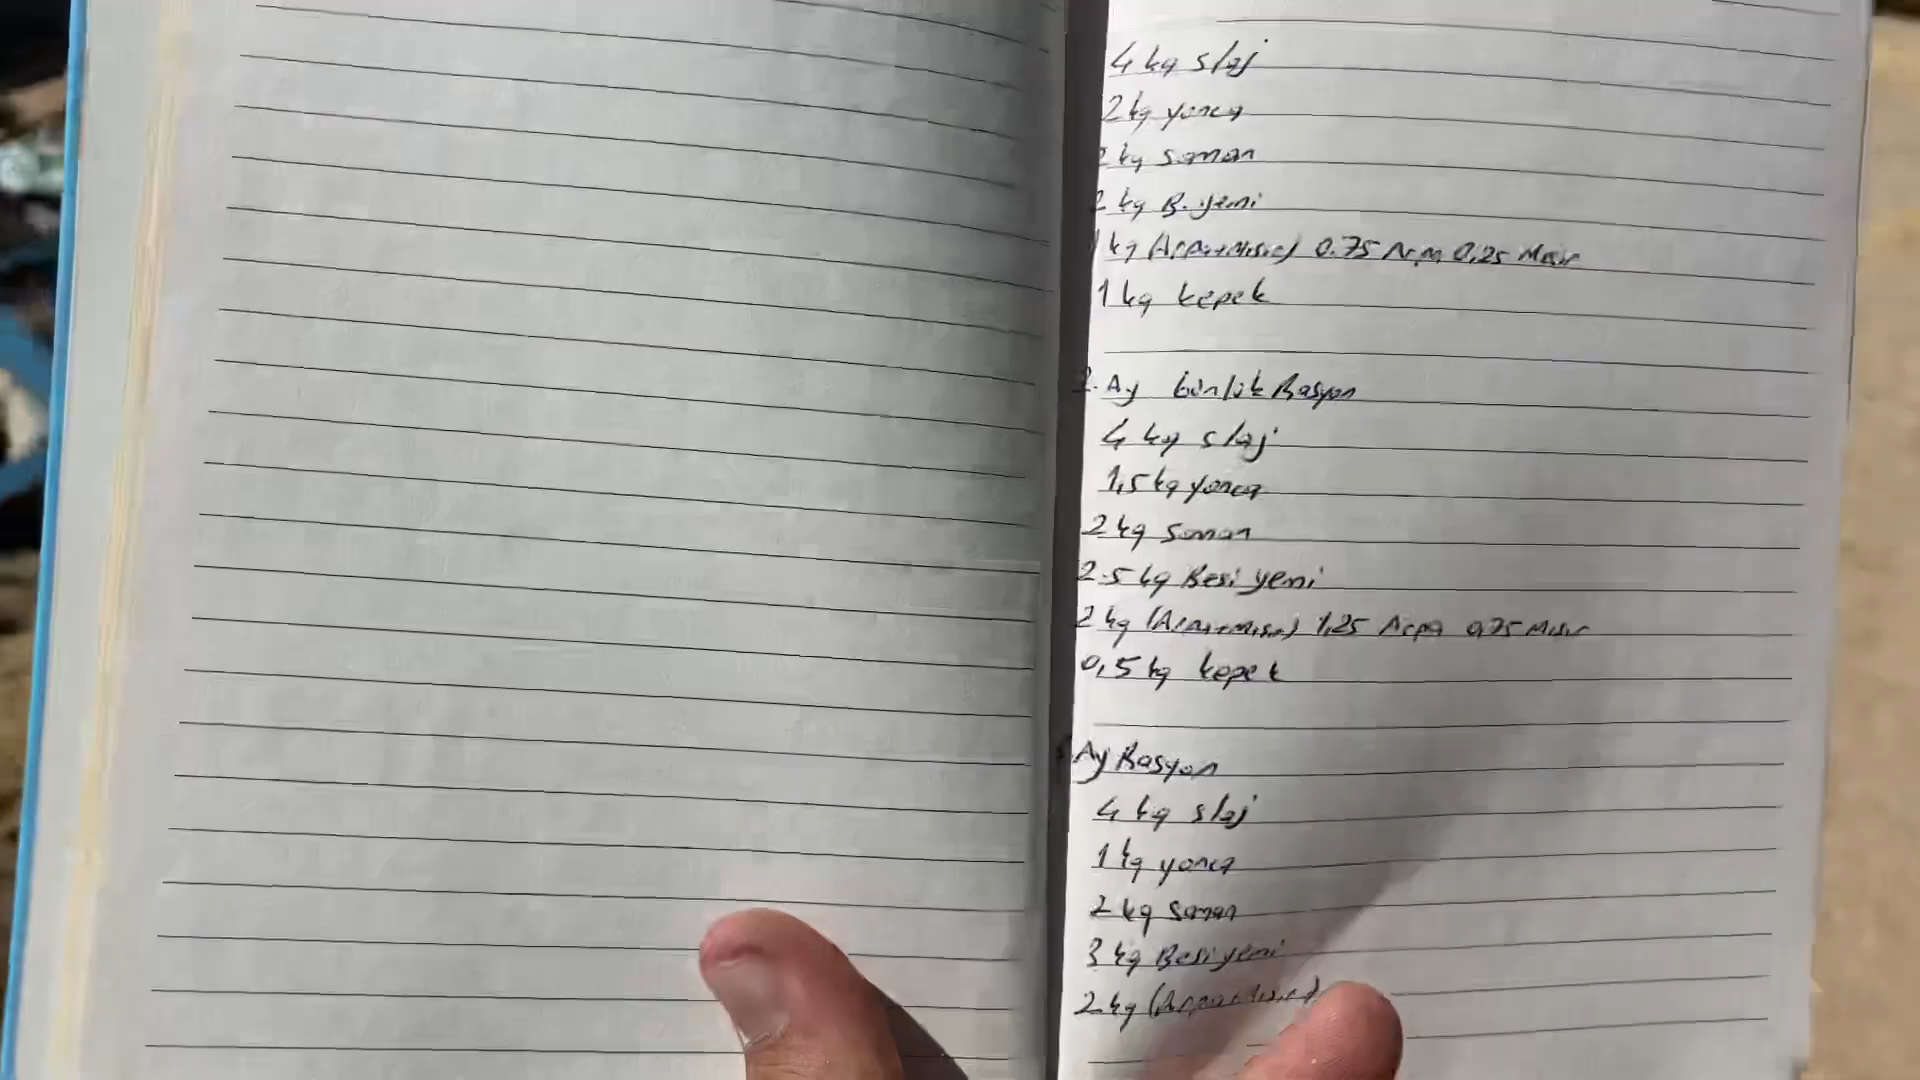 4 kg slaj
2 kg yonca
2 kg saman
2 kg B. yemi
1 kg (Arpa+Mısır) 0.75 Arpa 0,25 Mısır
1 kg kepek
2. Ay Günlük Rasyon
4 kg slaj
1,5 kg yonca
2 kg saman
2.5 kg Besi yemi
2 kg (Arpa+Mısır) 1,25 Arpa 0,75 Mısır
0,5 kg kepek
Ay Rasyon
4 kg slaj
1 kg yonca
2 kg saman
3 kg Besi yemi
2 kg (Arpa+Mısır)